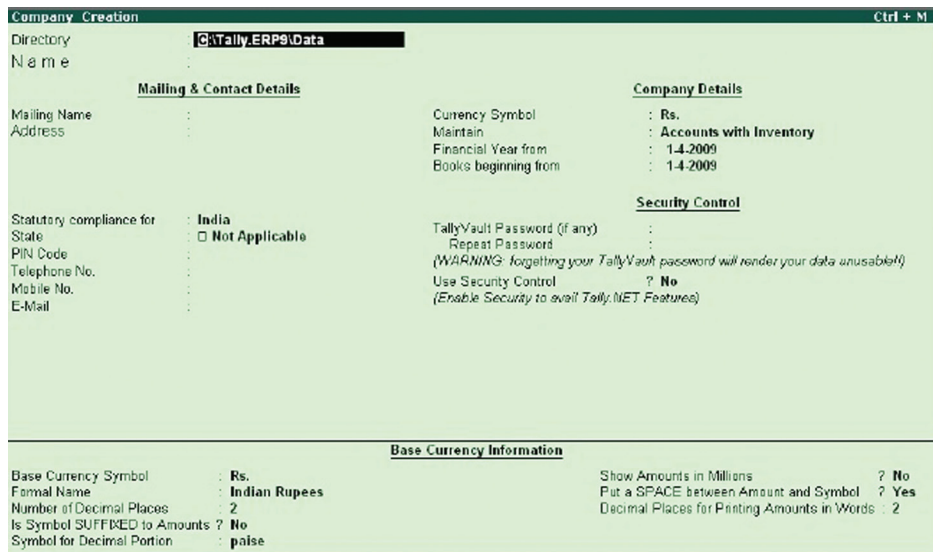 Company Creation Ctrl + M
Directory : C:\Tally.ERP9\Data
Name :
Mailing & Contact Details
Company Details
Mailing Name :
Address :
Currency Symbol : Rs.
Maintain : Accounts with Inventory
Financial Year from : 1-4-2009
Books beginning from : 1-4-2009
Statutory compliance for : India
State : □ Not Applicable
PIN Code :
Telephone No. :
Mobile No. :
E-Mail :
Security Control
TallyVault Password (if any) :
Repeat Password :
(WARNING: forgetting your TallyVault password will render your data unusable!!)
Use Security Control ? No
(Enable Security to avail Tally.NET Features)
Base Currency Information
Base Currency Symbol : Rs.
Formal Name : Indian Rupees
Number of Decimal Places : 2
Is Symbol SUFFIXED to Amounts ? No
Symbol for Decimal Portion : paise
Show Amounts in Millions ? No
Put a SPACE between Amount and Symbol ? Yes
Decimal Places for Printing Amounts in Words : 2